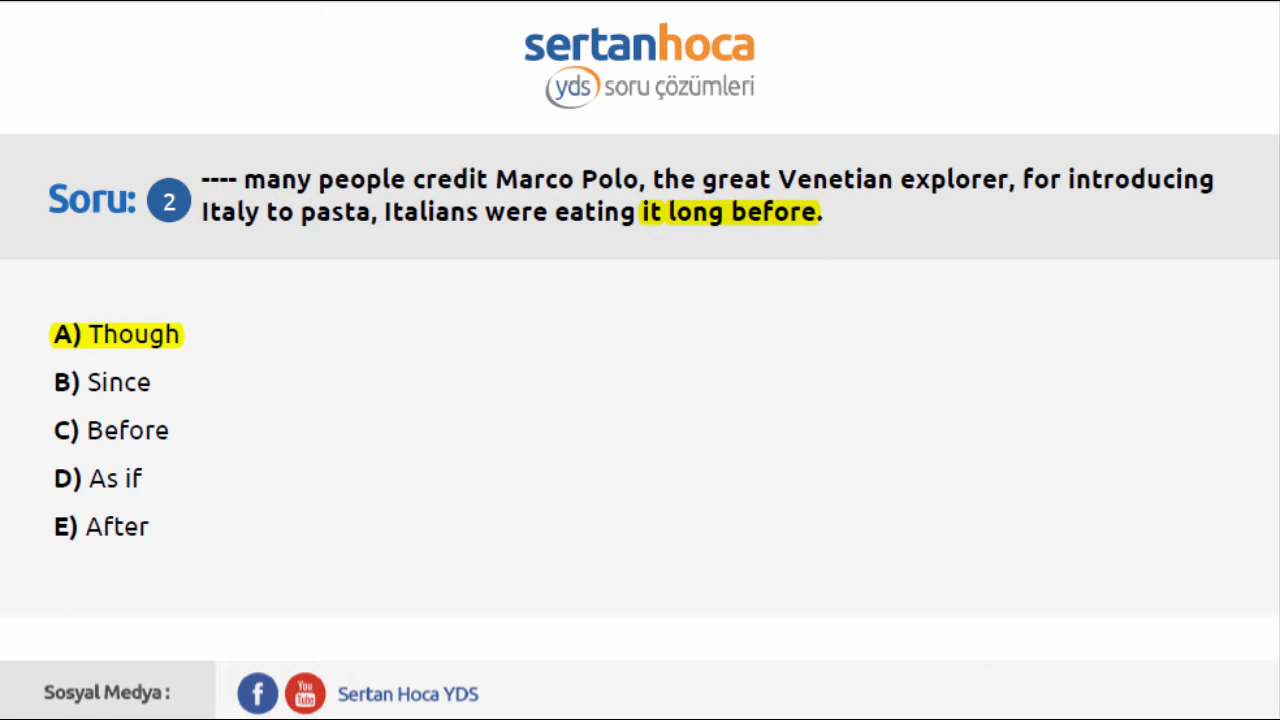 sertanhoca
yds soru çözümleri
Soru: 2
---- many people credit Marco Polo, the great Venetian explorer, for introducing
Italy to pasta, Italians were eating it long before.
A) Though
B) Since
C) Before
D) As if
E) After
Sosyal Medya :
f
You
Tube
Sertan Hoca YDS